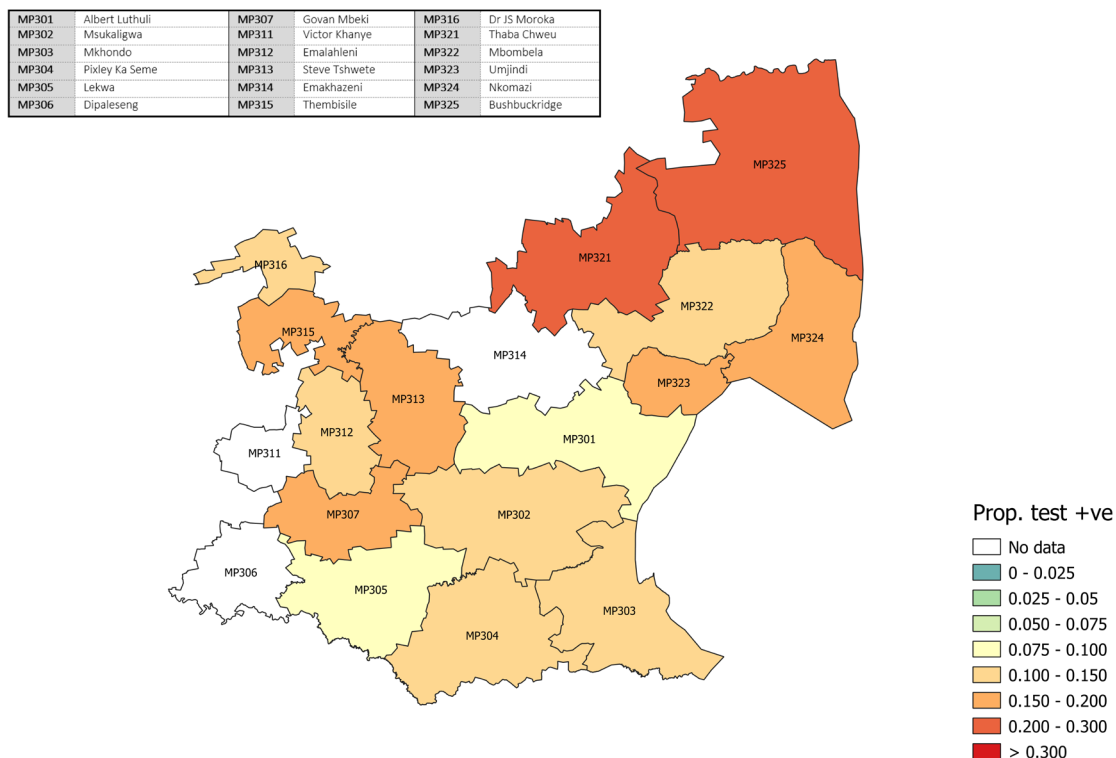 MP301 Albert Luthuli MP307 Govan Mbeki MP316 Dr JS Moroka
MP302 Msukaligwa MP311 Victor Khanye MP321 Thaba Chweu
MP303 Mkhondo MP312 Emalahleni MP322 Mbombela
MP304 Pixley Ka Seme MP313 Steve Tshwete MP323 Umjindi
MP305 Lekwa MP314 Emakhazeni MP324 Nkomazi
MP306 Dipaleseng MP315 Thembisile MP325 Bushbuckridge
MP325
MP321
MP316
MP322
MP315
MP324
MP314
MP323
MP313
MP312
MP301
MP311
MP307
MP302
MP306
MP305
MP303
MP304
Prop. test +ve
No data
0 - 0.025
0.025 - 0.05
0.050 - 0.075
0.075 - 0.100
0.100 - 0.150
0.150 - 0.200
0.200 - 0.300
> 0.300